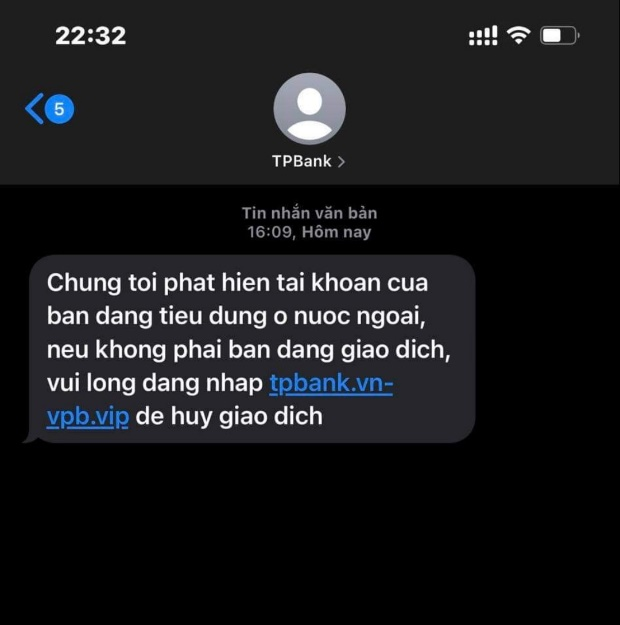 22:32
5
TPBank
Tin nhắn văn bản
16:09, Hôm nay
Chung toi phat hien tai khoan cua
ban dang tieu dung o nuoc ngoai,
neu khong phai ban dang giao dich,
vui long dang nhap tpbank.vn-
vpb.vip de huy giao dich